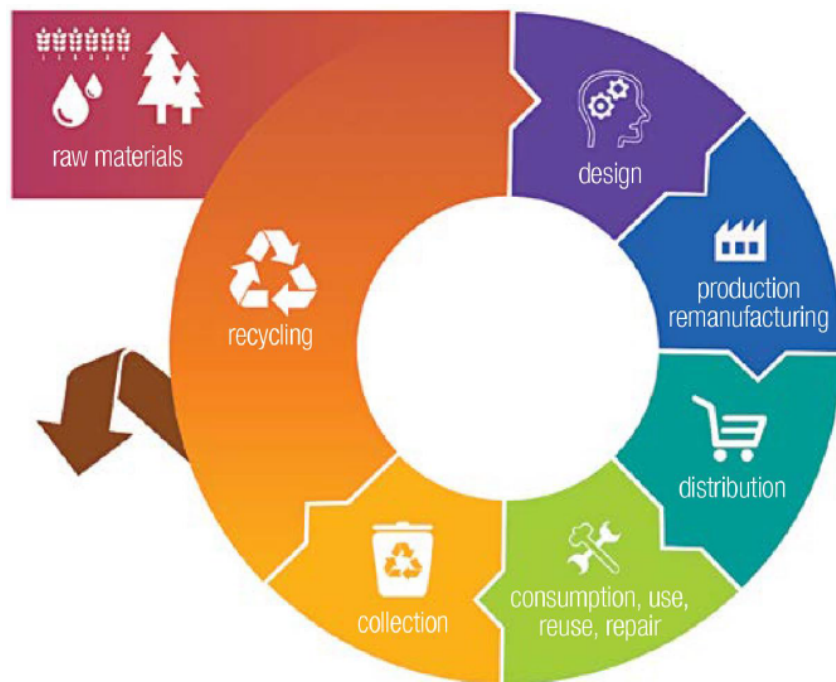 raw materials
design
production
remanufacturing
distribution
consumption, use,
reuse, repair
collection
recycling